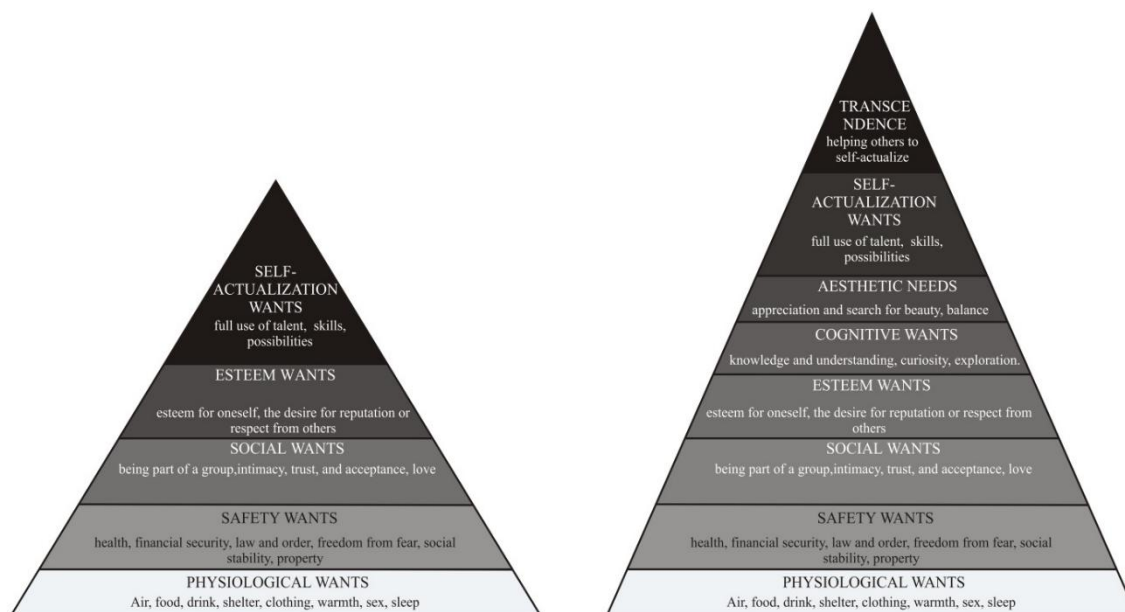 SELF-
ACTUALIZATION
WANTS
full use of talent, skills,
possibilities
ESTEEM WANTS
esteem for oneself, the desire for reputation or
respect from others
SOCIAL WANTS
being part of a group,intimacy, trust, and acceptance, love
SAFETY WANTS
health, financial security, law and order, freedom from fear, social
stability, property
PHYSIOLOGICAL WANTS
Air, food, drink, shelter, clothing, warmth, sex, sleep
TRANSCE
NDENCE
helping others to
self-actualize
SELF-
ACTUALIZATION
WANTS
full use of talent, skills,
possibilities
AESTHETIC NEEDS
appreciation and search for beauty, balance
COGNITIVE WANTS
knowledge and understanding, curiosity, exploration.
ESTEEM WANTS
esteem for oneself, the desire for reputation or respect from
others
SOCIAL WANTS
being part of a group,intimacy, trust, and acceptance, love
SAFETY WANTS
health, financial security, law and order, freedom from fear, social
stability, property
PHYSIOLOGICAL WANTS
Air, food, drink, shelter, clothing, warmth, sex, sleep